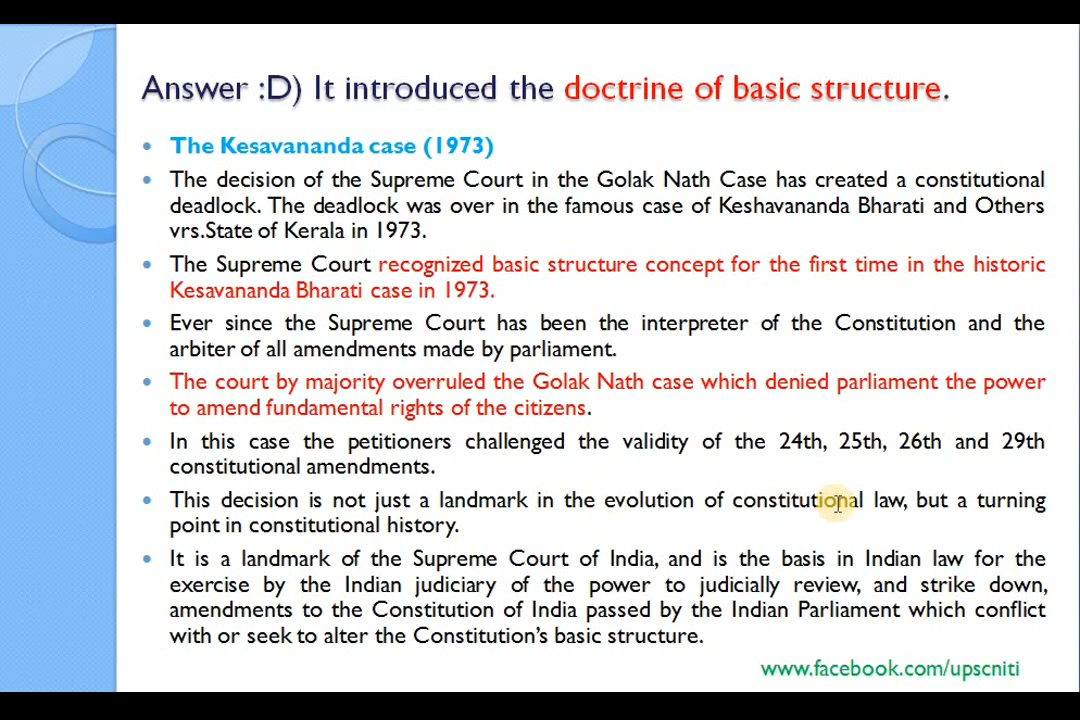 Answer :D) It introduced the doctrine of basic structure.
• The Kesavananda case (1973)
• The decision of the Supreme Court in the Golak Nath Case has created a constitutional
deadlock. The deadlock was over in the famous case of Keshavananda Bharati and Others
vrs.State of Kerala in 1973.
• The Supreme Court recognized basic structure concept for the first time in the historic
Kesavananda Bharati case in 1973.
• Ever since the Supreme Court has been the interpreter of the Constitution and the
arbiter of all amendments made by parliament.
• The court by majority overruled the Golak Nath case which denied parliament the power
to amend fundamental rights of the citizens.
• In this case the petitioners challenged the validity of the 24th, 25th, 26th and 29th
constitutional amendments.
• This decision is not just a landmark in the evolution of constitutional law, but a turning
point in constitutional history.
• It is a landmark of the Supreme Court of India, and is the basis in Indian law for the
exercise by the Indian judiciary of the power to judicially review, and strike down,
amendments to the Constitution of India passed by the Indian Parliament which conflict
with or seek to alter the Constitution's basic structure.
www.facebook.com/upscniti